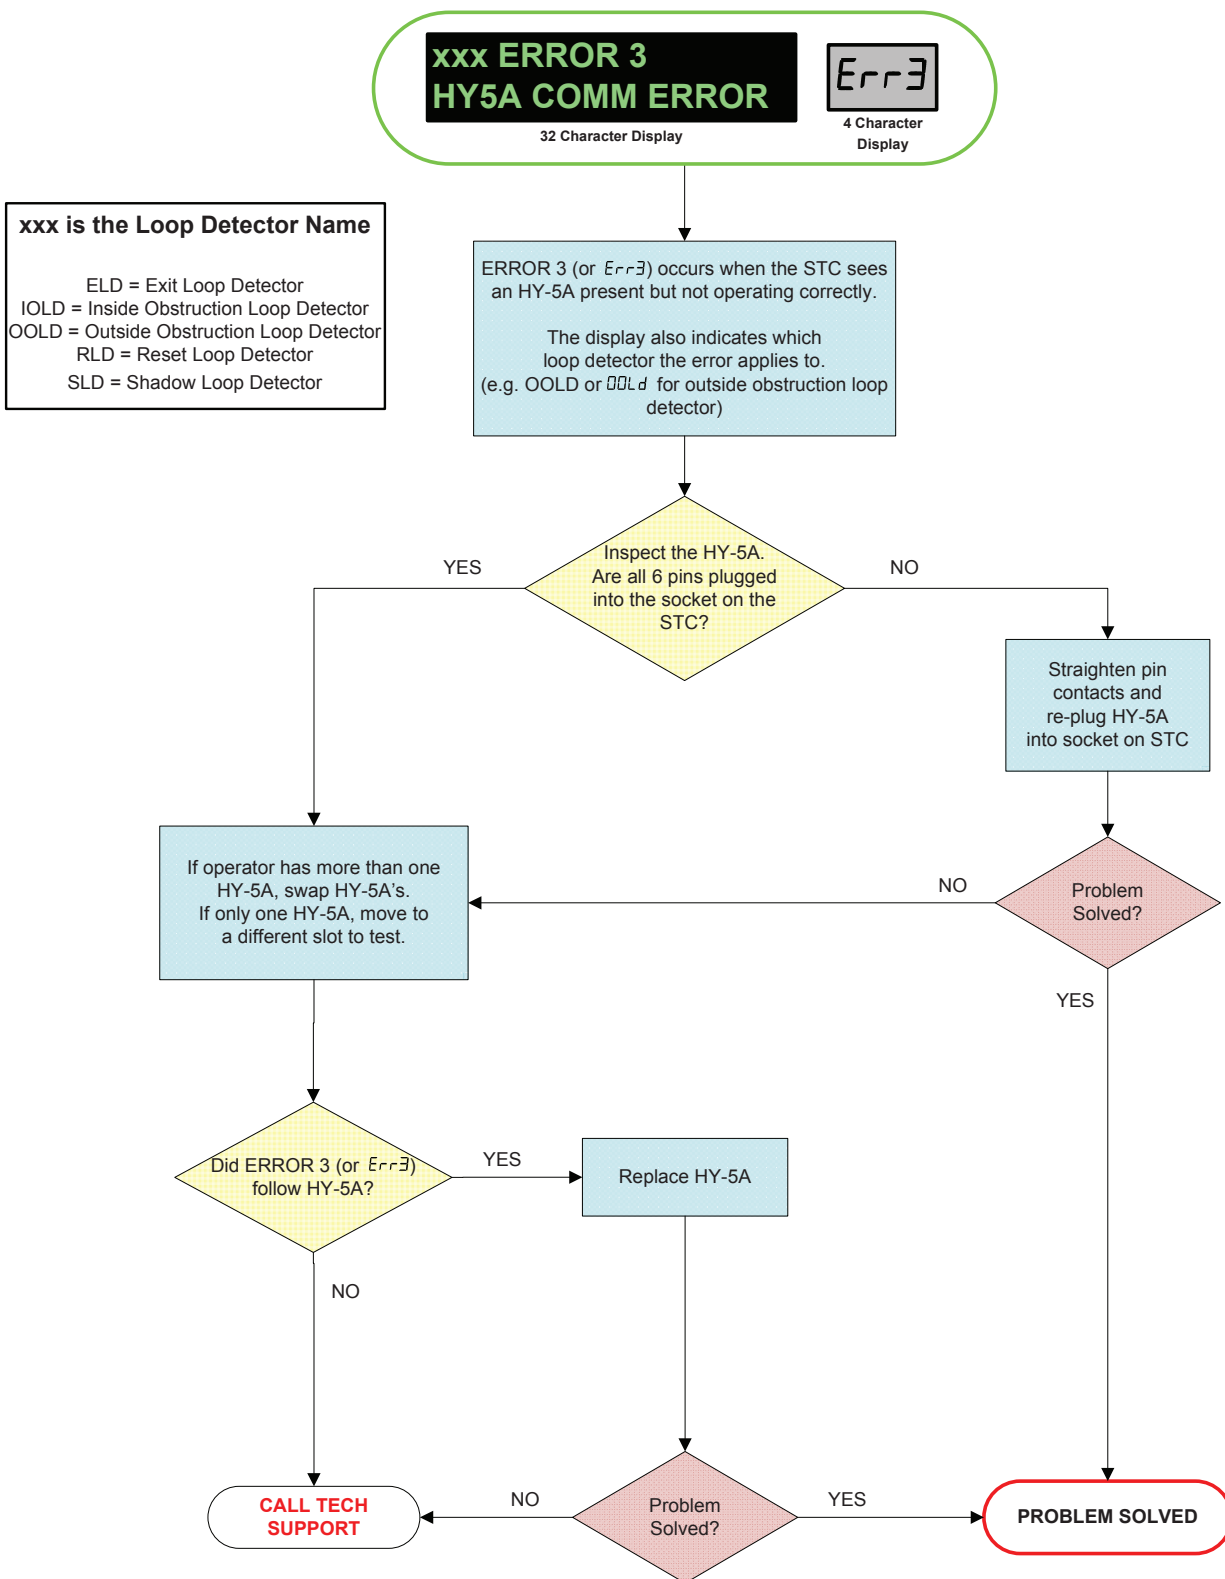 xxx ERROR 3
HY5A COMM ERROR
32 Character Display
Err3
4 Character
Display
xxx is the Loop Detector Name
ELD = Exit Loop Detector
IOLD = Inside Obstruction Loop Detector
OOLD = Outside Obstruction Loop Detector
RLD = Reset Loop Detector
SLD = Shadow Loop Detector
ERROR 3 (or Err3) occurs when the STC sees
an HY-5A present but not operating correctly.
The display also indicates which
loop detector the error applies to.
(e.g. OOLD or OOLd for outside obstruction loop
detector)
Inspect the HY-5A.
Are all 6 pins plugged
into the socket on the
STC?
YES
NO
Straighten pin
contacts and
re-plug HY-5A
into socket on STC
If operator has more than one
HY-5A, swap HY-5A's.
If only one HY-5A, move to
a different slot to test.
NO
Problem
Solved?
YES
Did ERROR 3 (or Err3)
follow HY-5A?
YES
Replace HY-5A
NO
CALL TECH
SUPPORT
NO
Problem
Solved?
YES
PROBLEM SOLVED